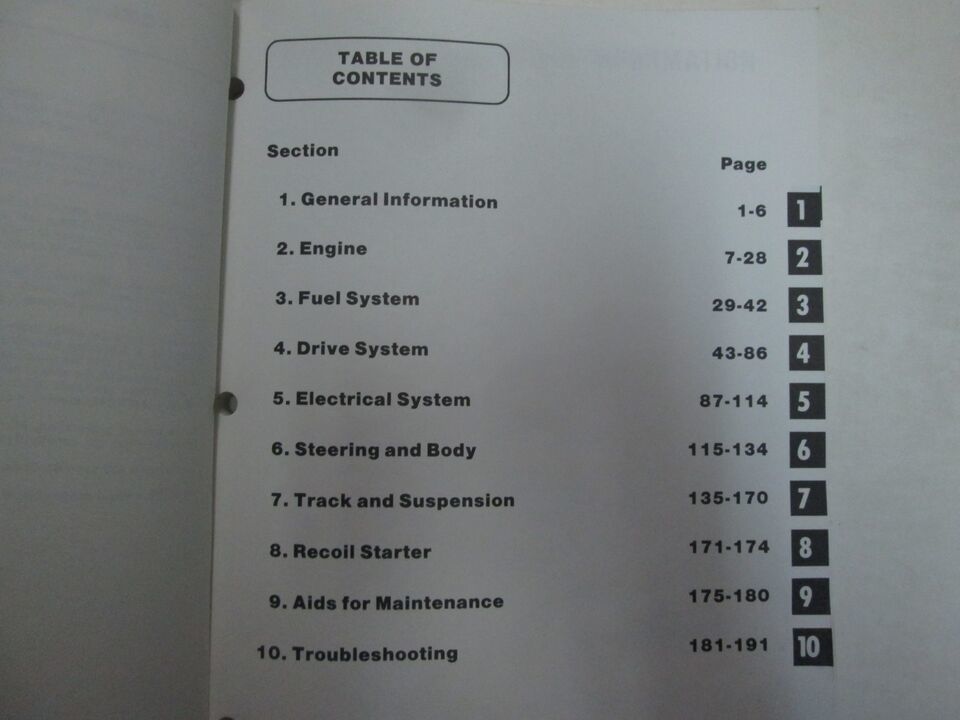 TABLE OF
CONTENTS
Section Page
1. General Information 1-6 1
2. Engine 7-28 2
3. Fuel System 29-42 3
4. Drive System 43-86 4
5. Electrical System 87-114 5
6. Steering and Body 115-134 6
7. Track and Suspension 135-170 7
8. Recoil Starter 171-174 8
9. Aids for Maintenance 175-180 9
10. Troubleshooting 181-191 10